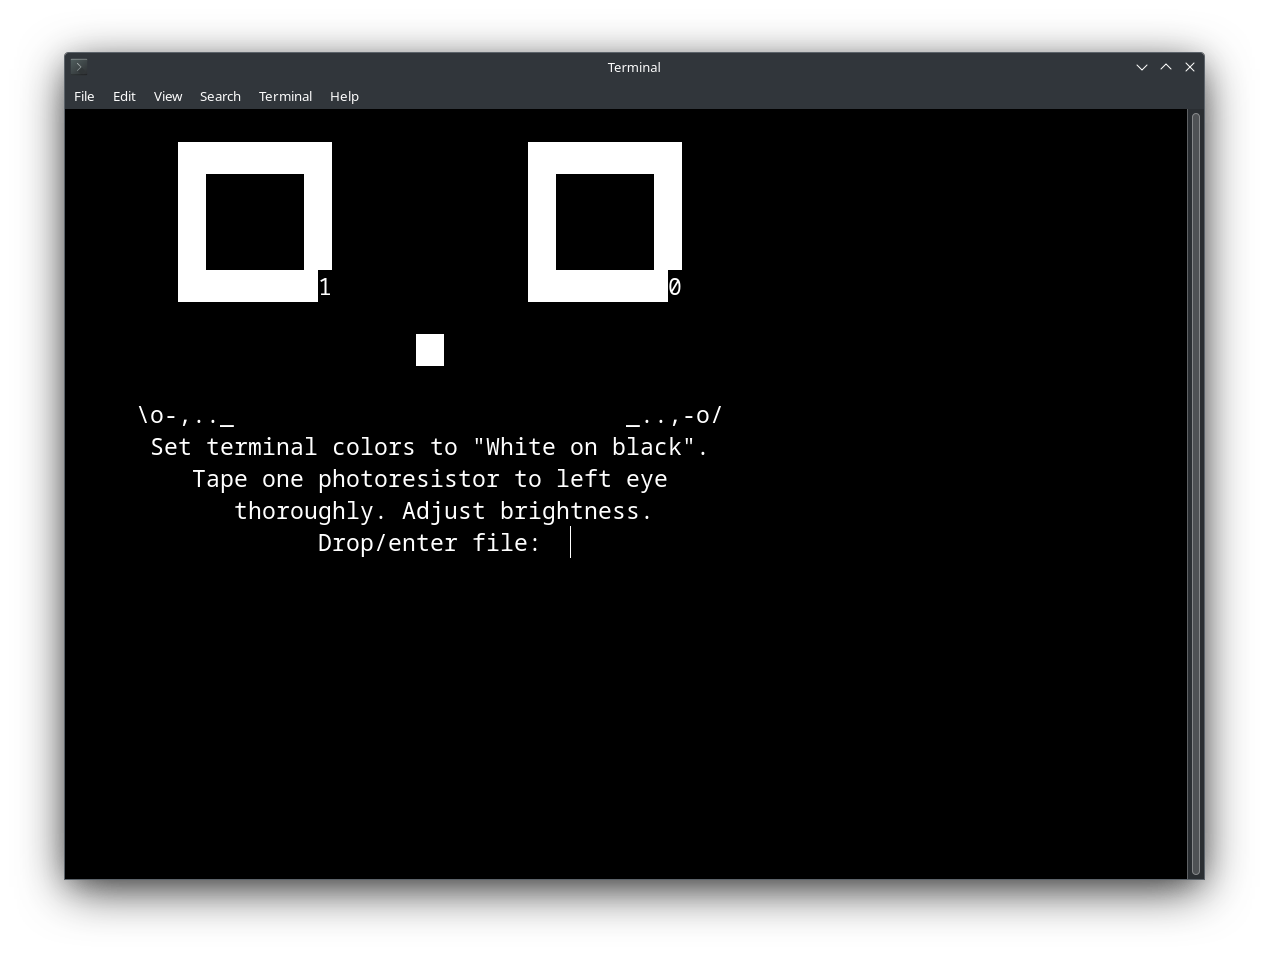 Terminal
File Edit View Search Terminal Help
1 0
\o-,.._ _..,-o/
Set terminal colors to "White on black".
Tape one photoresistor to left eye
thoroughly. Adjust brightness.
Drop/enter file: